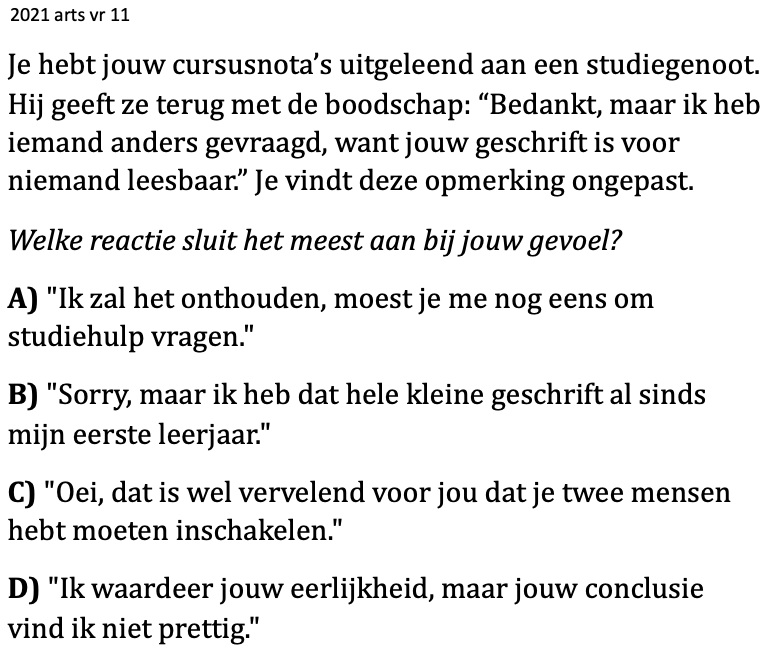 2021 arts vr 11
Je hebt jouw cursusnota’s uitgeleend aan een studiegenoot.
Hij geeft ze terug met de boodschap: “Bedankt, maar ik heb
iemand anders gevraagd, want jouw geschrift is voor
niemand leesbaar.” Je vindt deze opmerking ongepast.
Welke reactie sluit het meest aan bij jouw gevoel?
A) "Ik zal het onthouden, moest je me nog eens om
studiehulp vragen."
B) "Sorry, maar ik heb dat hele kleine geschrift al sinds
mijn eerste leerjaar."
C) "Oei, dat is wel vervelend voor jou dat je twee mensen
hebt moeten inschakelen."
D) "Ik waardeer jouw eerlijkheid, maar jouw conclusie
vind ik niet prettig."